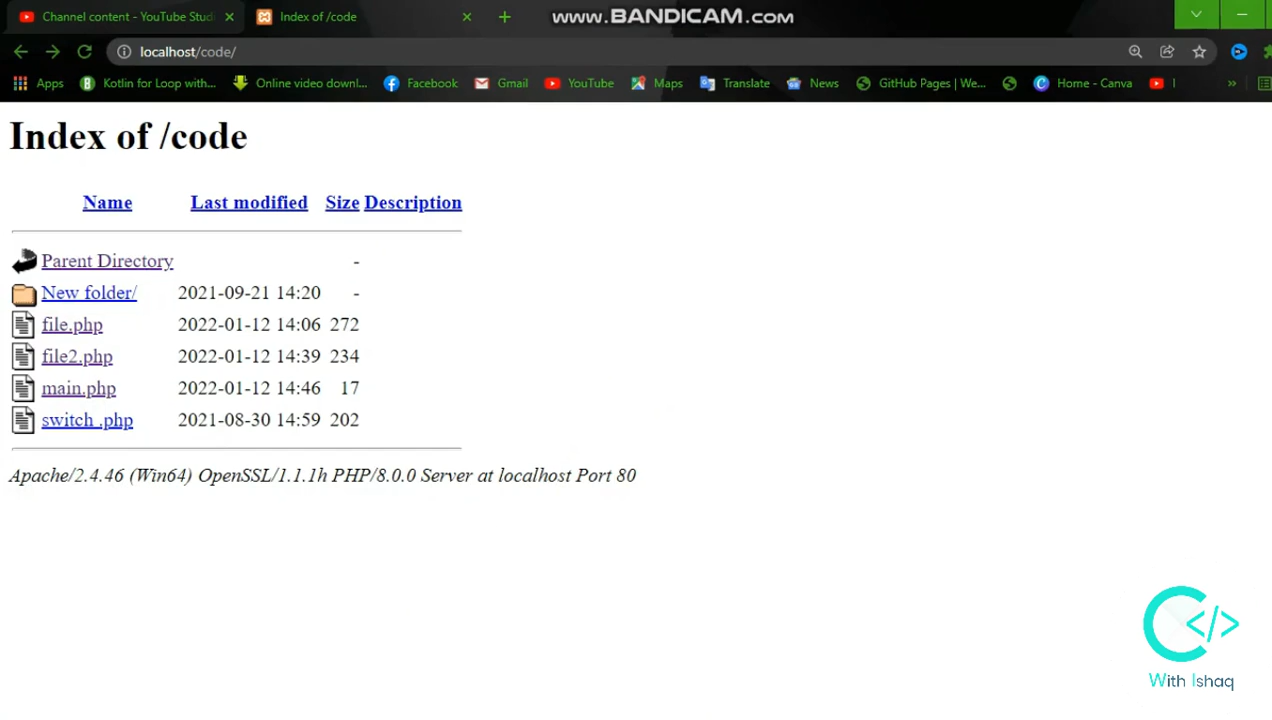 Channel content - YouTube Studi
Index of /code
www.BANDICAM.com
localhost/code/
Apps
Kotlin for Loop with...
Online video downl...
Facebook
Gmail
YouTube
Maps
Translate
News
GitHub Pages | We...
Home - Canva
Index of /code
Name Last modified Size Description
Parent Directory -
New folder/ 2021-09-21 14:20 -
file.php 2022-01-12 14:06 272
file2.php 2022-01-12 14:39 234
main.php 2022-01-12 14:46 17
switch .php 2021-08-30 14:59 202
Apache/2.4.46 (Win64) OpenSSL/1.1.1h PHP/8.0.0 Server at localhost Port 80
With Ishaq